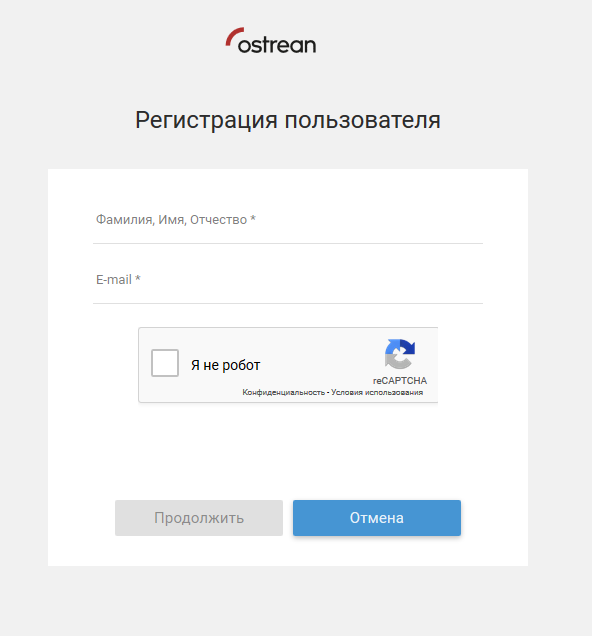 ostrean
Регистрация пользователя
Фамилия, Имя, Отчество *
E-mail *
Я не робот
reCAPTCHA
Конфиденциальность - Условия использования
Продолжить
Отмена